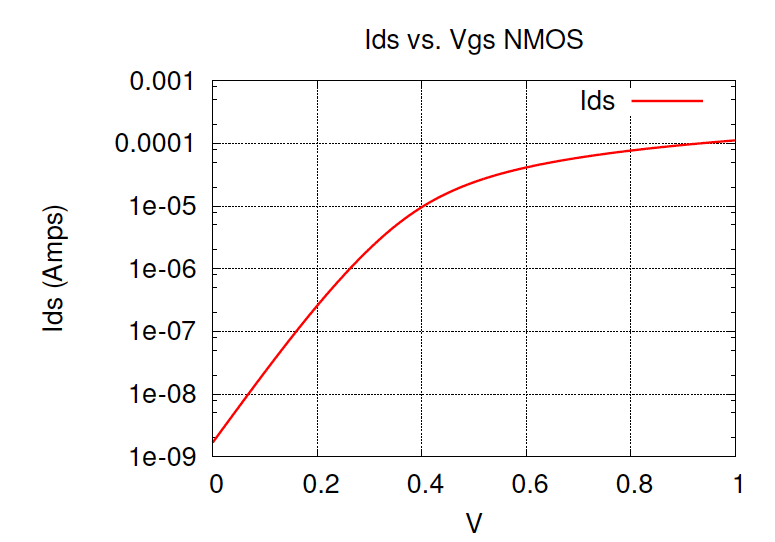 Ids vs. Vgs NMOS
0.001
Ids
0.0001
1e-05
1e-06
1e-07
1e-08
1e-09
Ids (Amps)
0 0.2 0.4 0.6 0.8 1
V